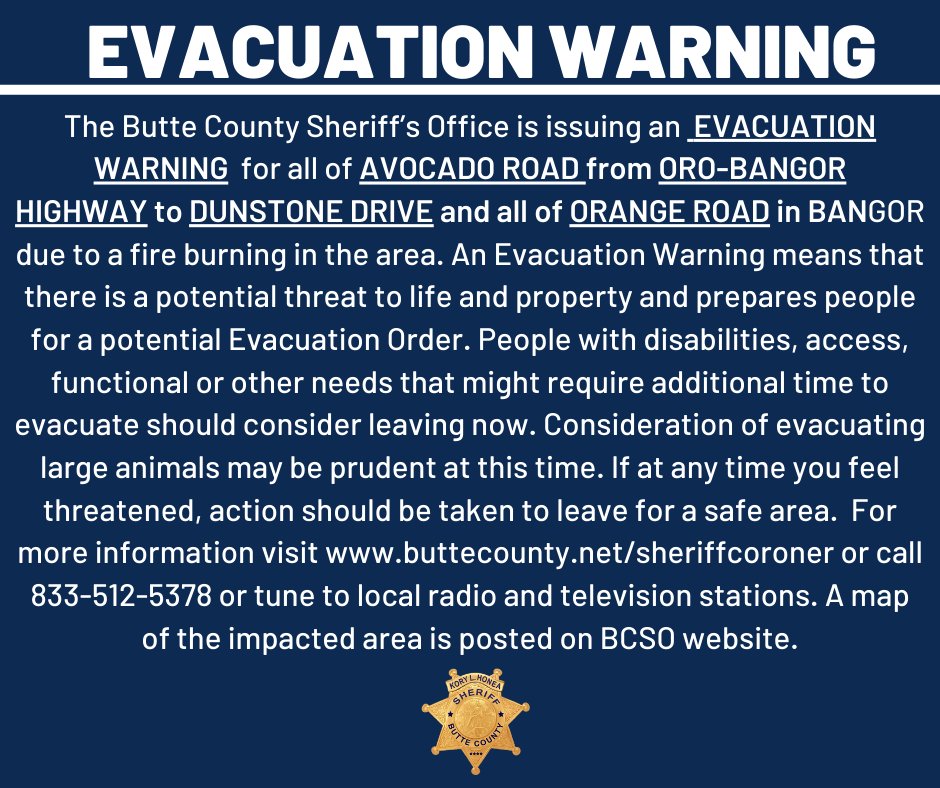 EVACUATION WARNING
The Butte County Sheriff's Office is issuing an EVACUATION
WARNING for all of AVOCADO ROAD from ORO-BANGOR
HIGHWAY to DUNSTONE DRIVE and all of ORANGE ROAD in BANGOR
due to a fire burning in the area. An Evacuation Warning means that
there is a potential threat to life and property and prepares people
for a potential Evacuation Order. People with disabilities, access,
functional or other needs that might require additional time to
evacuate should consider leaving now. Consideration of evacuating
large animals may be prudent at this time. If at any time you feel
threatened, action should be taken to leave for a safe area. For
more information visit www.buttecounty.net/sheriffcoroner or call
833-512-5378 or tune to local radio and television stations. A map
of the impacted area is posted on BCSO website.
KORY L. HONEA
SHERIFF
BUTTE COUNTY